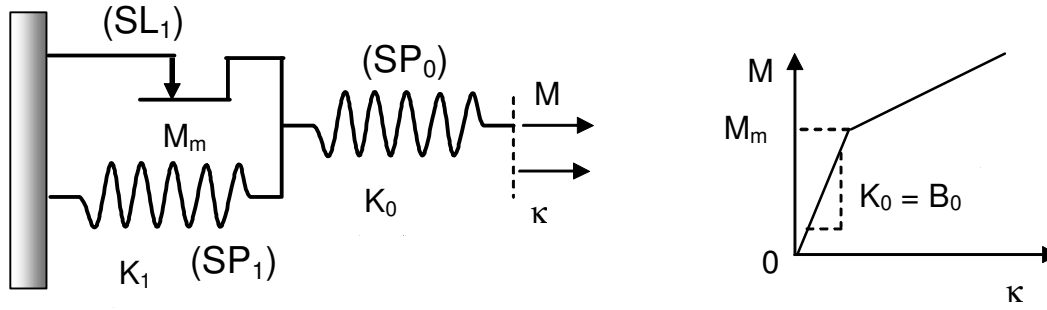 (SL₁)
(SP₀)
M
Mₘ
K₀
κ
(SP₁)
K₁
M
Mₘ
K₀ = B₀
0
κ